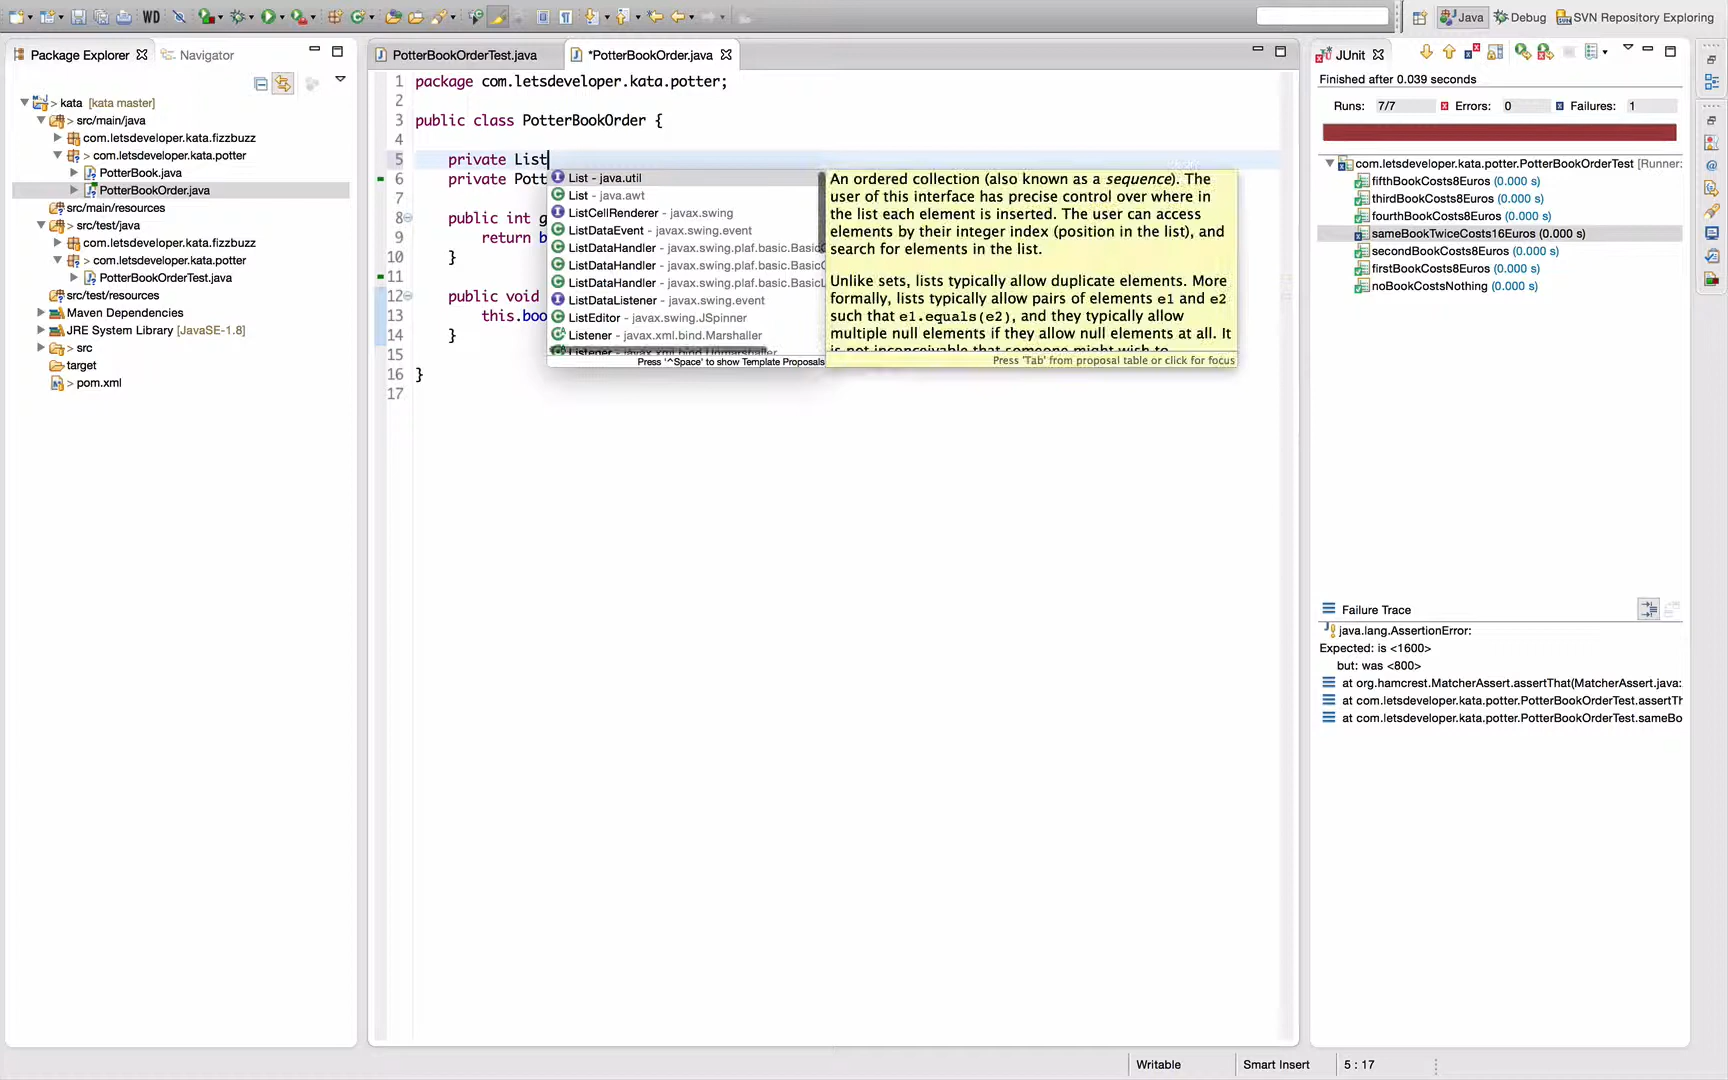 WD
Java
Debug
SVN Repository Exploring
Package Explorer
Navigator
> kata [kata master]
> src/main/java
com.letsdeveloper.kata.fizzbuzz
> com.letsdeveloper.kata.potter
> PotterBook.java
> PotterBookOrder.java
src/main/resources
> src/test/java
com.letsdeveloper.kata.fizzbuzz
> com.letsdeveloper.kata.potter
> PotterBookOrderTest.java
src/test/resources
Maven Dependencies
JRE System Library [JavaSE-1.8]
> src
target
> pom.xml
PotterBookOrderTest.java
*PotterBookOrder.java
1 package com.letsdeveloper.kata.potter;
2
3 public class PotterBookOrder {
4
5 private List
6 private Pott
7
8 public int g
9 return b
10 }
11
12 public void
13 this.boo
14 }
15
16 }
17
List - java.util
List - java.awt
ListCellRenderer - javax.swing
ListDataEvent - javax.swing.event
ListDataHandler - javax.swing.plaf.basic.BasicC
ListDataHandler - javax.swing.plaf.basic.BasicC
ListDataHandler - javax.swing.plaf.basic.BasicL
ListDataListener - javax.swing.event
ListEditor - javax.swing.JSpinner
Listener - javax.xml.bind.Marshaller
Listener - javax.xml.bind.Unmarshaller
Press '^Space' to show Template Proposals
An ordered collection (also known as a sequence). The
user of this interface has precise control over where in
the list each element is inserted. The user can access
elements by their integer index (position in the list), and
search for elements in the list.
Unlike sets, lists typically allow duplicate elements. More
formally, lists typically allow pairs of elements e1 and e2
such that e1.equals(e2), and they typically allow
multiple null elements if they allow null elements at all. It
is not inconceivable that someone might wish to
Press 'Tab' from proposal table or click for focus
JUnit
Finished after 0.039 seconds
Runs: 7/7 Errors: 0 Failures: 1
com.letsdeveloper.kata.potter.PotterBookOrderTest [Runner:
fifthBookCosts8Euros (0.000 s)
thirdBookCosts8Euros (0.000 s)
fourthBookCosts8Euros (0.000 s)
sameBookTwiceCosts16Euros (0.000 s)
secondBookCosts8Euros (0.000 s)
firstBookCosts8Euros (0.000 s)
noBookCostsNothing (0.000 s)
Failure Trace
java.lang.AssertionError:
Expected: is <1600>
but: was <800>
at org.hamcrest.MatcherAssert.assertThat(MatcherAssert.java:
at com.letsdeveloper.kata.potter.PotterBookOrderTest.assertTh
at com.letsdeveloper.kata.potter.PotterBookOrderTest.sameBo
Writable
Smart Insert
5 : 17